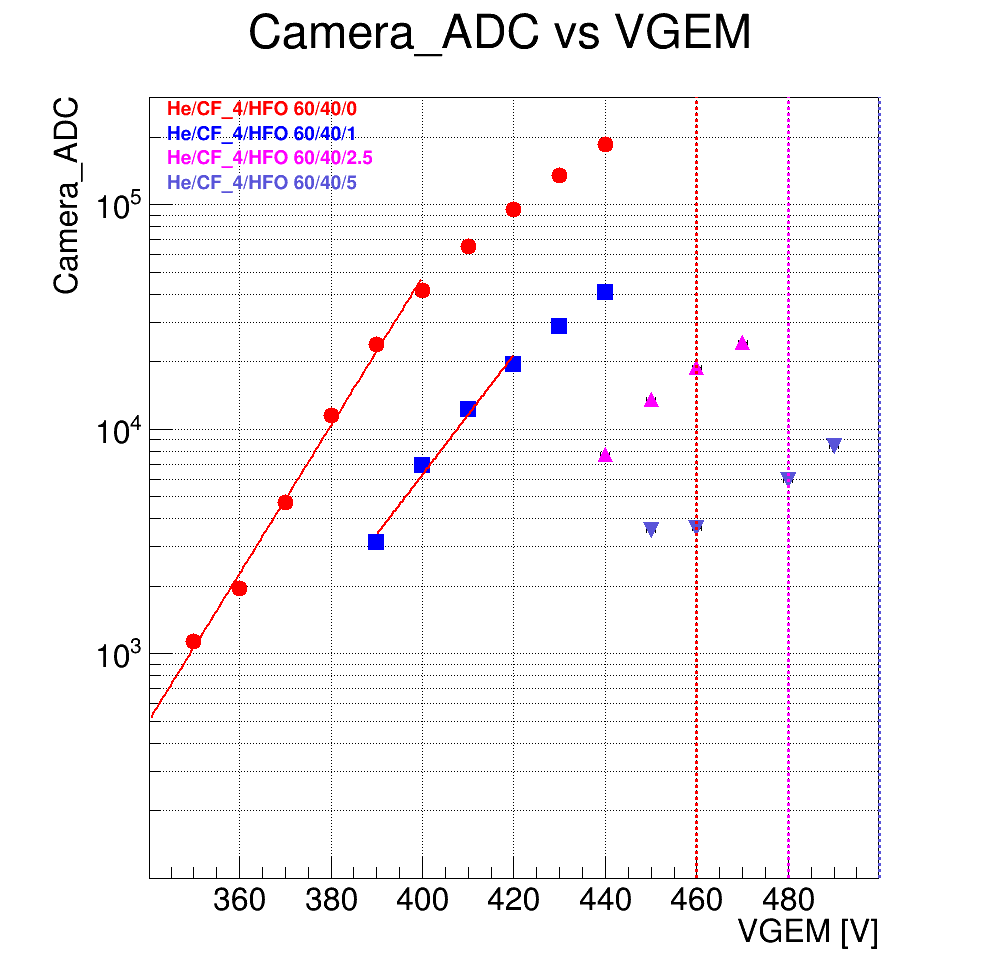 Camera_ADC vs VGEM
Camera_ADC
He/CF_4/HFO 60/40/0
He/CF_4/HFO 60/40/1
He/CF_4/HFO 60/40/2.5
He/CF_4/HFO 60/40/5
10^5
10^4
10^3
360 380 400 420 440 460 480
VGEM [V]